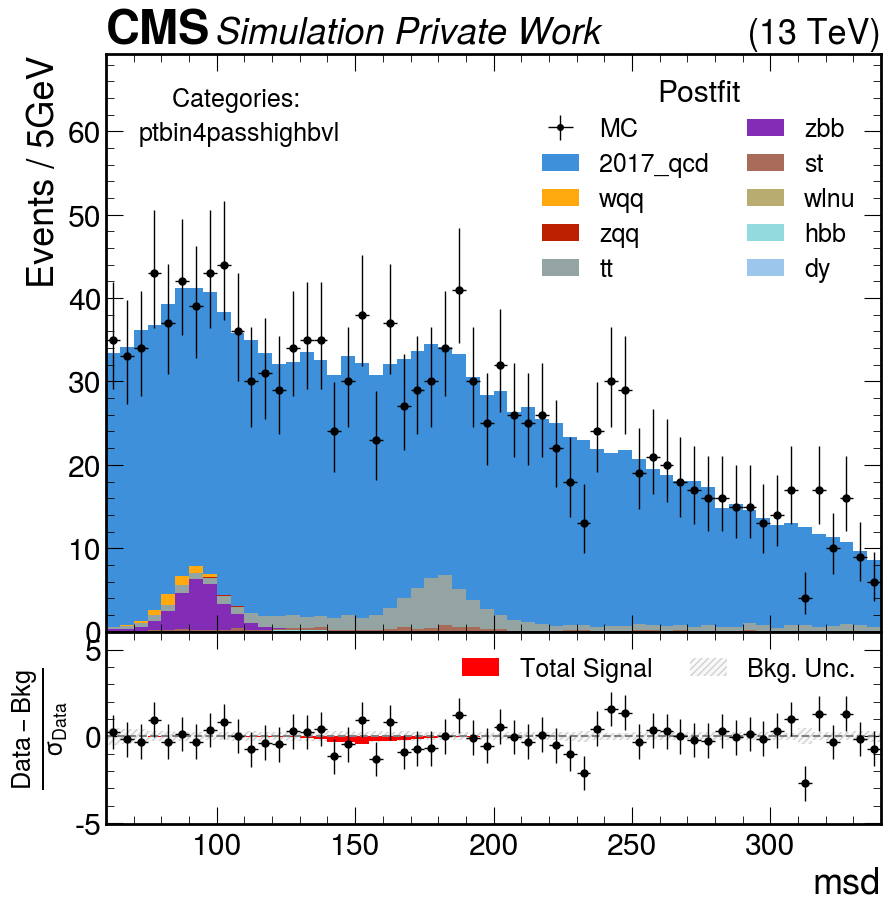 CMS Simulation Private Work (13 TeV)
Events / 5GeV
Categories:
ptbin4passhighbvl
Postfit
MC
2017_qcd
wqq
zqq
tt
zbb
st
wlnu
hbb
dy
60
50
40
30
20
10
0
Total Signal
Bkg. Unc.
Data – Bkg
σData
5
0
-5
100 150 200 250 300
msd